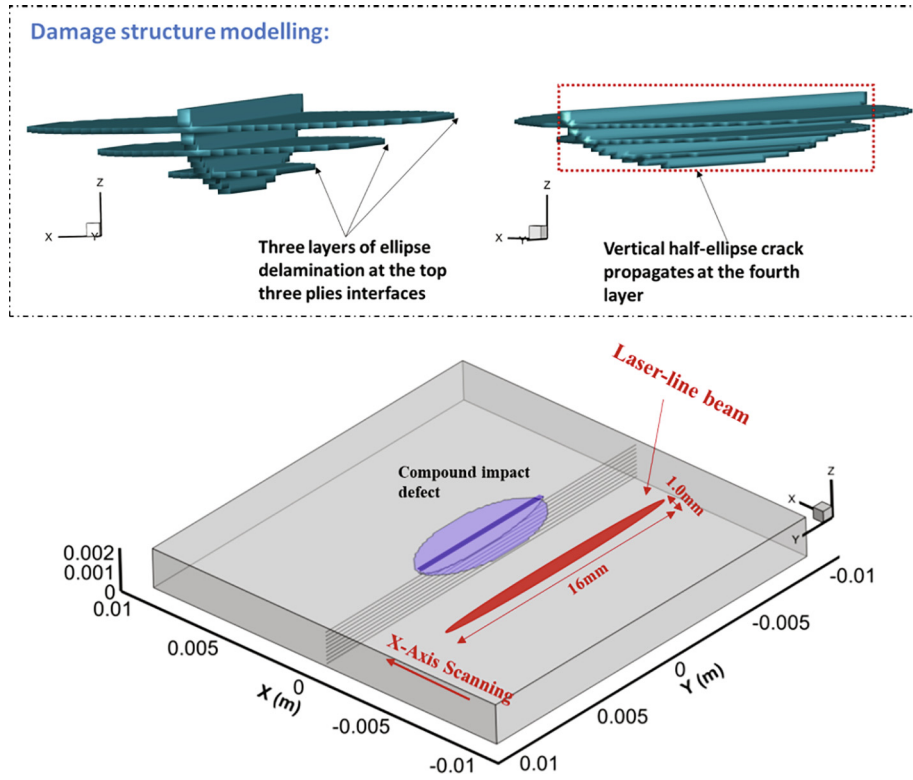 Damage structure modelling:
Z
X
Y
Three layers of ellipse
delamination at the top
three plies interfaces
Z
X
Y
Vertical half-ellipse crack
propagates at the fourth
layer
Laser-line beam
Compound impact
defect
1.0mm
16mm
X-Axis Scanning
Z
X
Y
0.002
0.001
0
0.01
0.005
0
-0.005
-0.01
X (m)
-0.01
-0.005
0
0.005
0.01
Y (m)